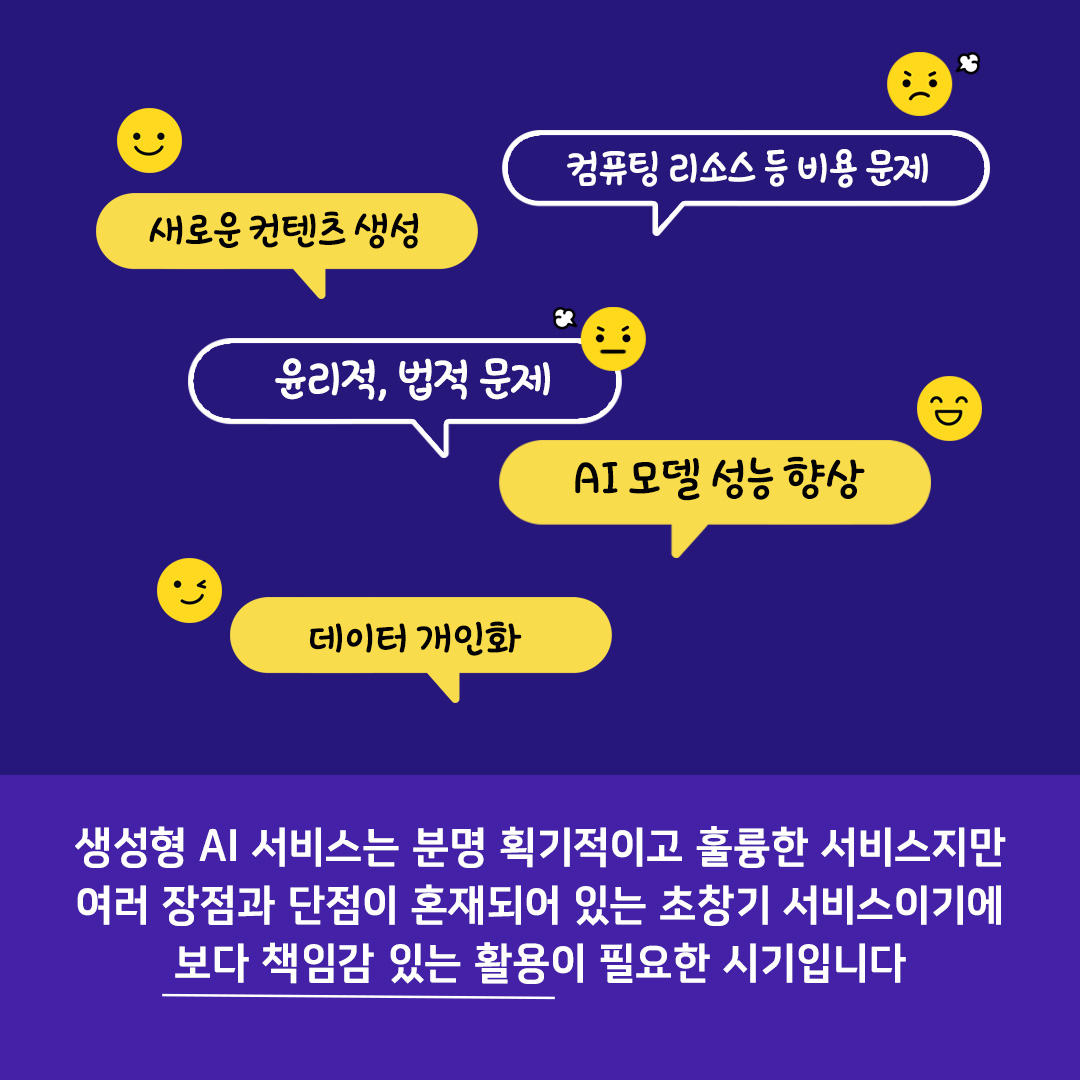 컴퓨팅 리소스 등 비용 문제
새로운 컨텐츠 생성
윤리적, 법적 문제
AI 모델 성능 향상
데이터 개인화
생성형 AI 서비스는 분명 획기적이고 훌륭한 서비스지만
여러 장점과 단점이 혼재되어 있는 초창기 서비스이기에
보다 책임감 있는 활용이 필요한 시기입니다